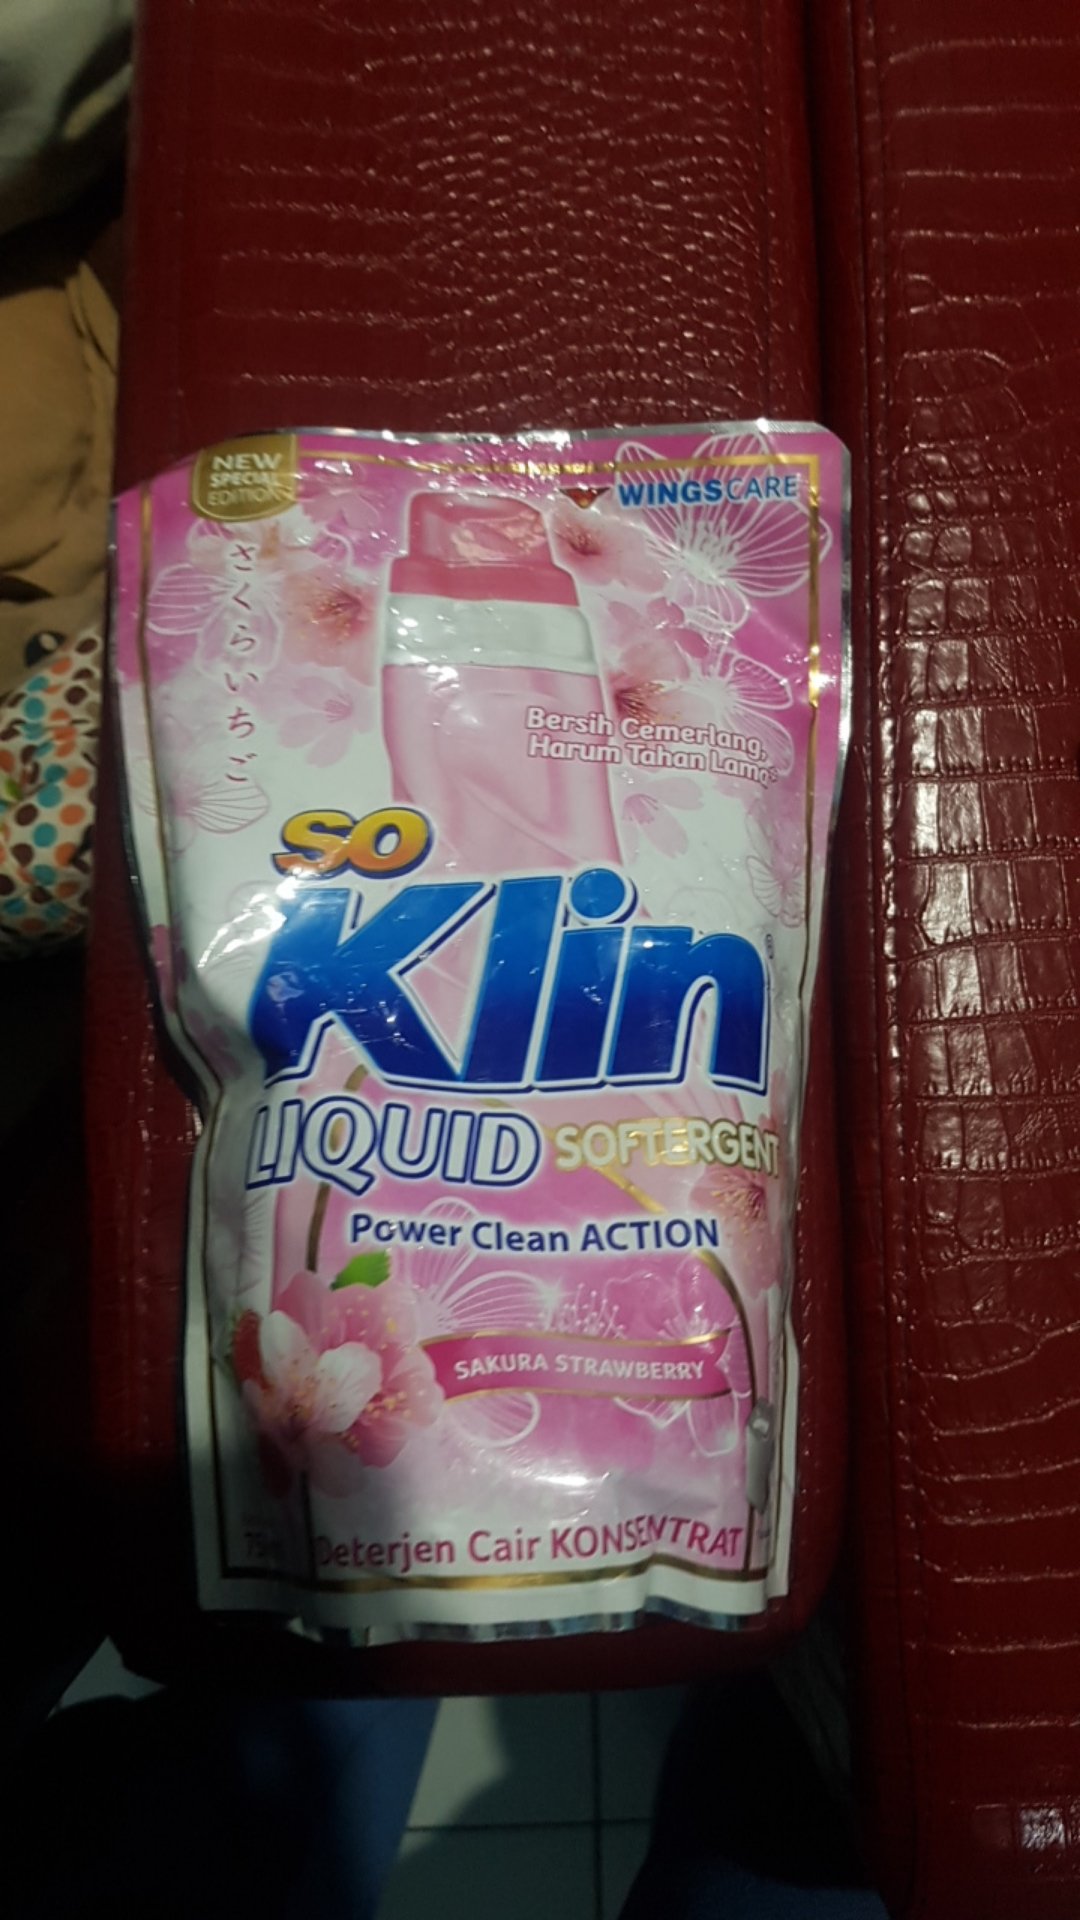 NEW
SPECIAL
EDITION
WINGSCARE
さくらいちご
Bersih Cemerlang,
Harum Tahan Lama
SO
Klin
LIQUID SOFTERGENT
Power Clean ACTION
SAKURA STRAWBERRY
Deterjen Cair KONSENTRAT